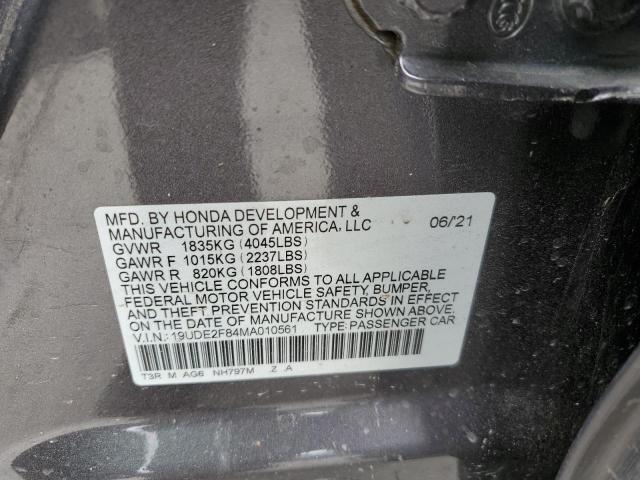 MFD. BY HONDA DEVELOPMENT & 06/'21
MANUFACTURING OF AMERICA, LLC
GVWR 1835KG (4045LBS)
GAWR F 1015KG (2237LBS)
GAWR R 820KG (1808LBS)
THIS VEHICLE CONFORMS TO ALL APPLICABLE
FEDERAL MOTOR VEHICLE SAFETY, BUMPER,
AND THEFT PREVENTION STANDARDS IN EFFECT
ON THE DATE OF MANUFACTURE SHOWN ABOVE.
V.I.N.: 19UDE2F84MA010561 TYPE: PASSENGER CAR
T3R M AG6 NH797M .Z .A